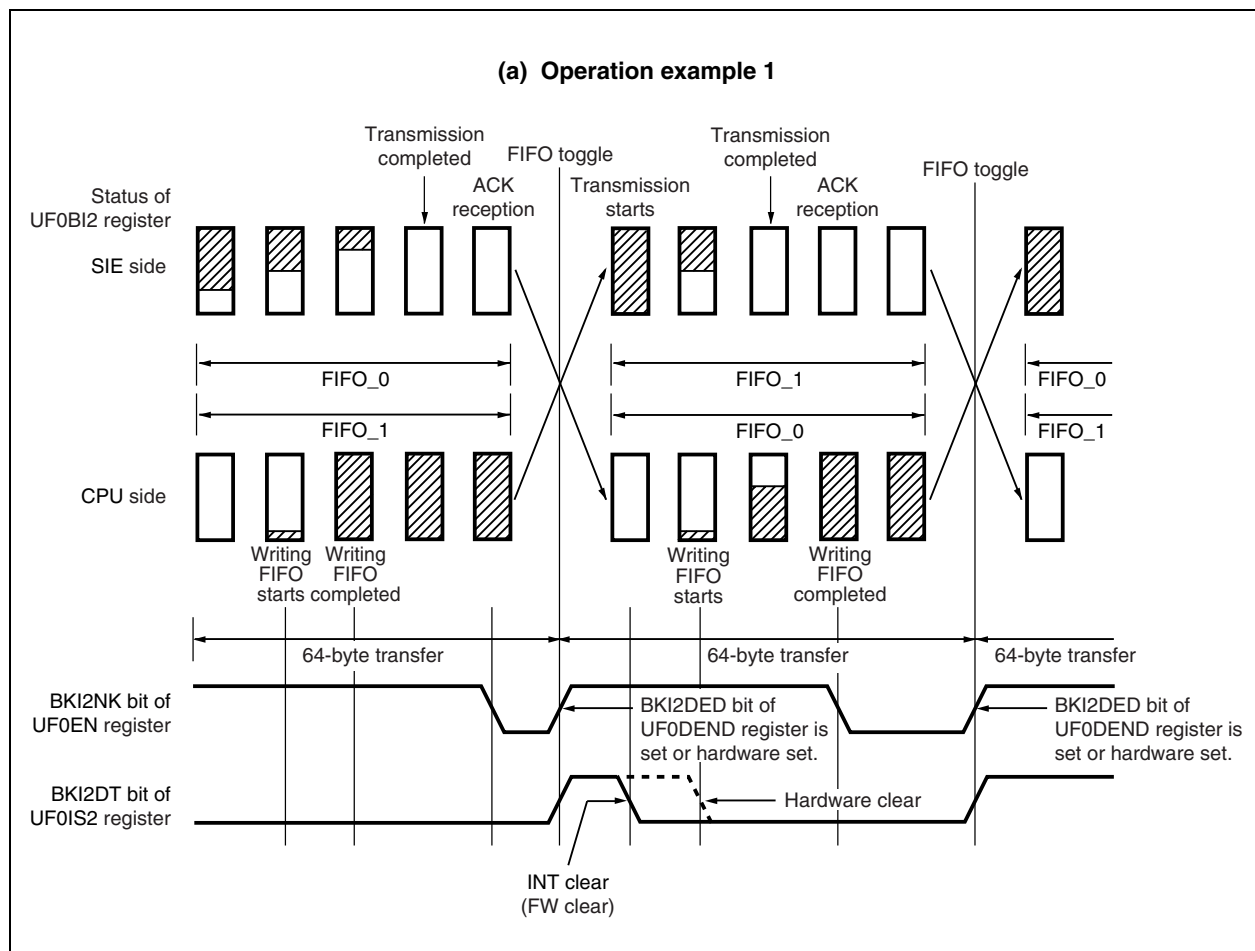 (a) Operation example 1
Transmission
completed
FIFO toggle
Transmission
completed
FIFO toggle
Status of
UF0BI2 register
ACK
reception
Transmission
starts
ACK
reception
SIE side
FIFO_0
FIFO_1
FIFO_0
FIFO_1
FIFO_0
FIFO_1
CPU side
Writing
FIFO
starts
Writing
FIFO
completed
Writing
FIFO
starts
Writing
FIFO
completed
64-byte transfer
64-byte transfer
64-byte transfer
BKI2NK bit of
UF0EN register
BKI2DED bit of
UF0DEND register is
set or hardware set.
BKI2DED bit of
UF0DEND register is
set or hardware set.
BKI2DT bit of
UF0IS2 register
Hardware clear
INT clear
(FW clear)